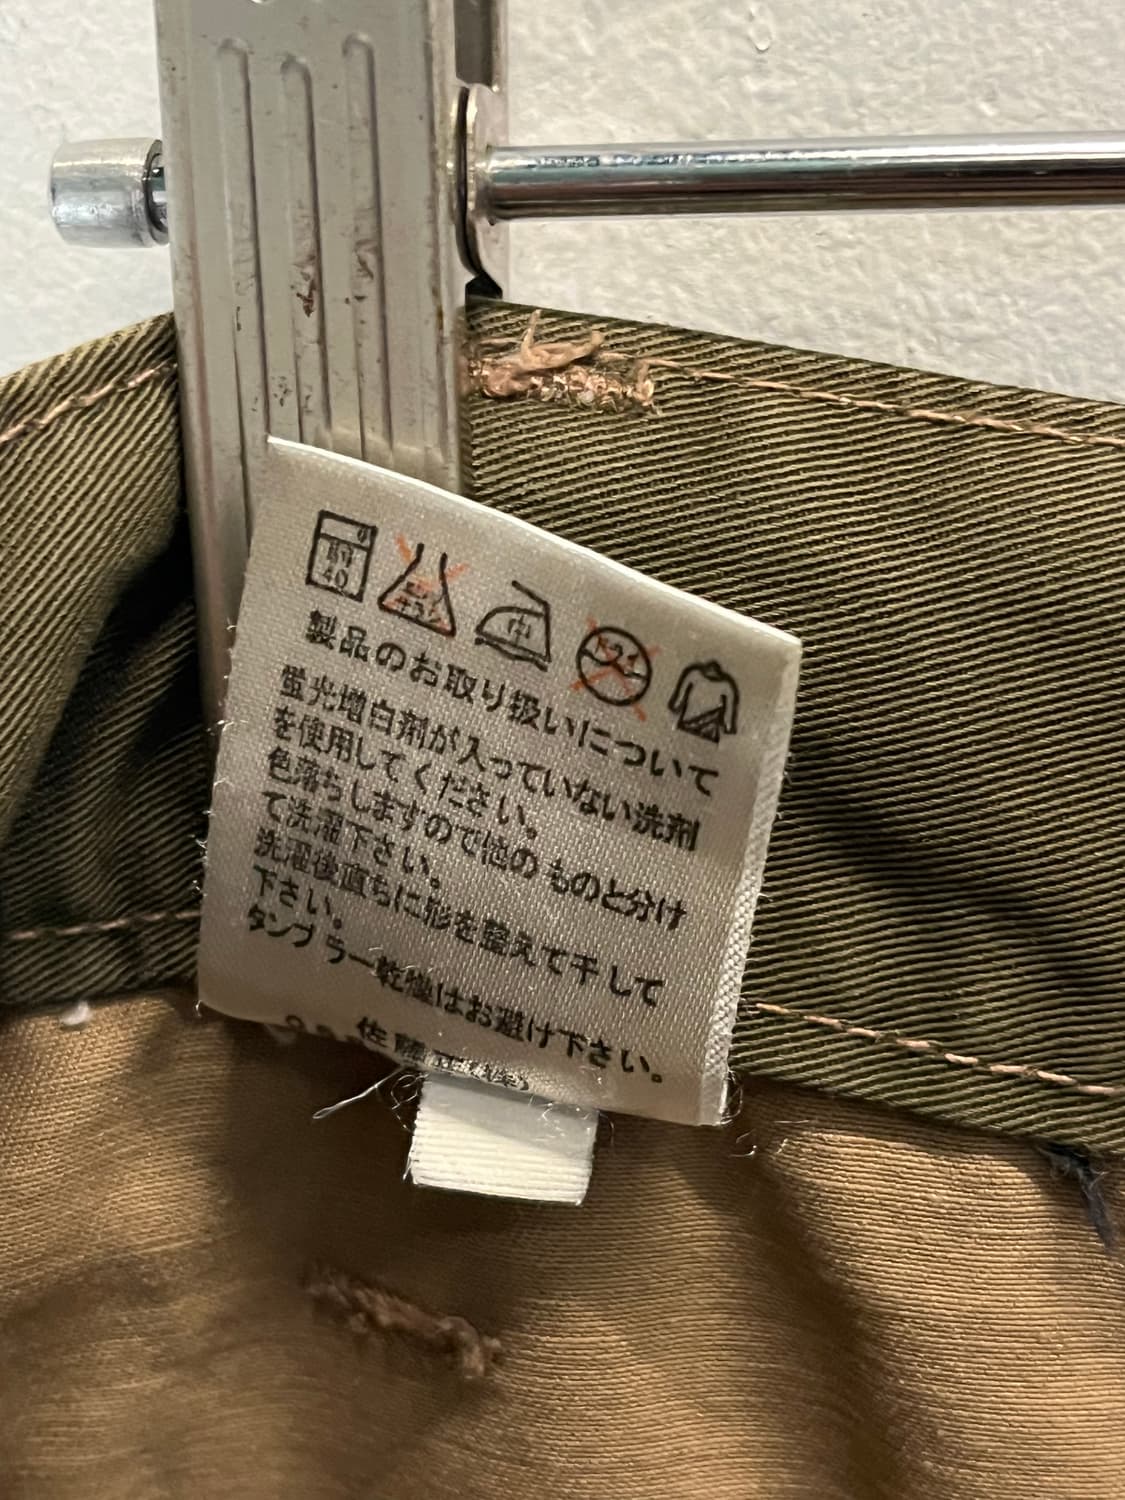 40
中
製品のお取り扱いについて
蛍光増白剤が入っていない洗剤
を使用してください。
色落ちしますので他のものと分け
て洗濯下さい。
洗濯後直ちに形を整えて干して
下さい。
タンブラー乾燥はお避け下さい。
佐藤